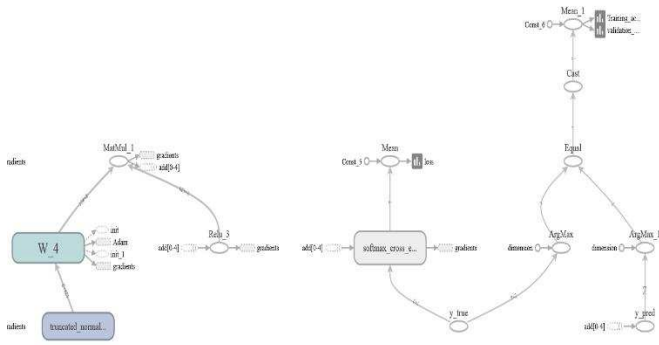 Mean_1
Const_6
Training_ac...
validation_...
Cast
MatMul_1
gradients
add[0-4]
radients
Mean
Const_5
loss
Equal
W_4
init
Adam
init_1
gradients
add[0-4]
Relu_3
gradients
add[0-4]
softmax_cross_e...
gradients
dimension
ArgMax
dimension
ArgMax_1
radients
truncated_normal...
y_true
add[0-4]
y_pred